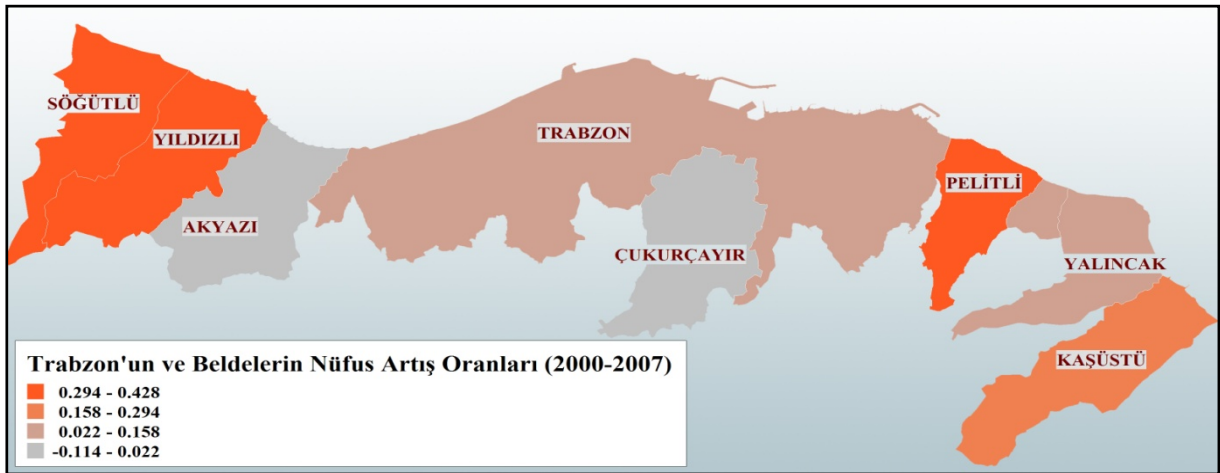 SÖĞÜTLÜ
YILDIZLI
TRABZON
PELİTLİ
AKYAZI
ÇUKURÇAYIR
YALINCAK
KAŞÜSTÜ
Trabzon'un ve Beldelerin Nüfus Artış Oranları (2000-2007)
0.294 - 0.428
0.158 - 0.294
0.022 - 0.158
-0.114 - 0.022